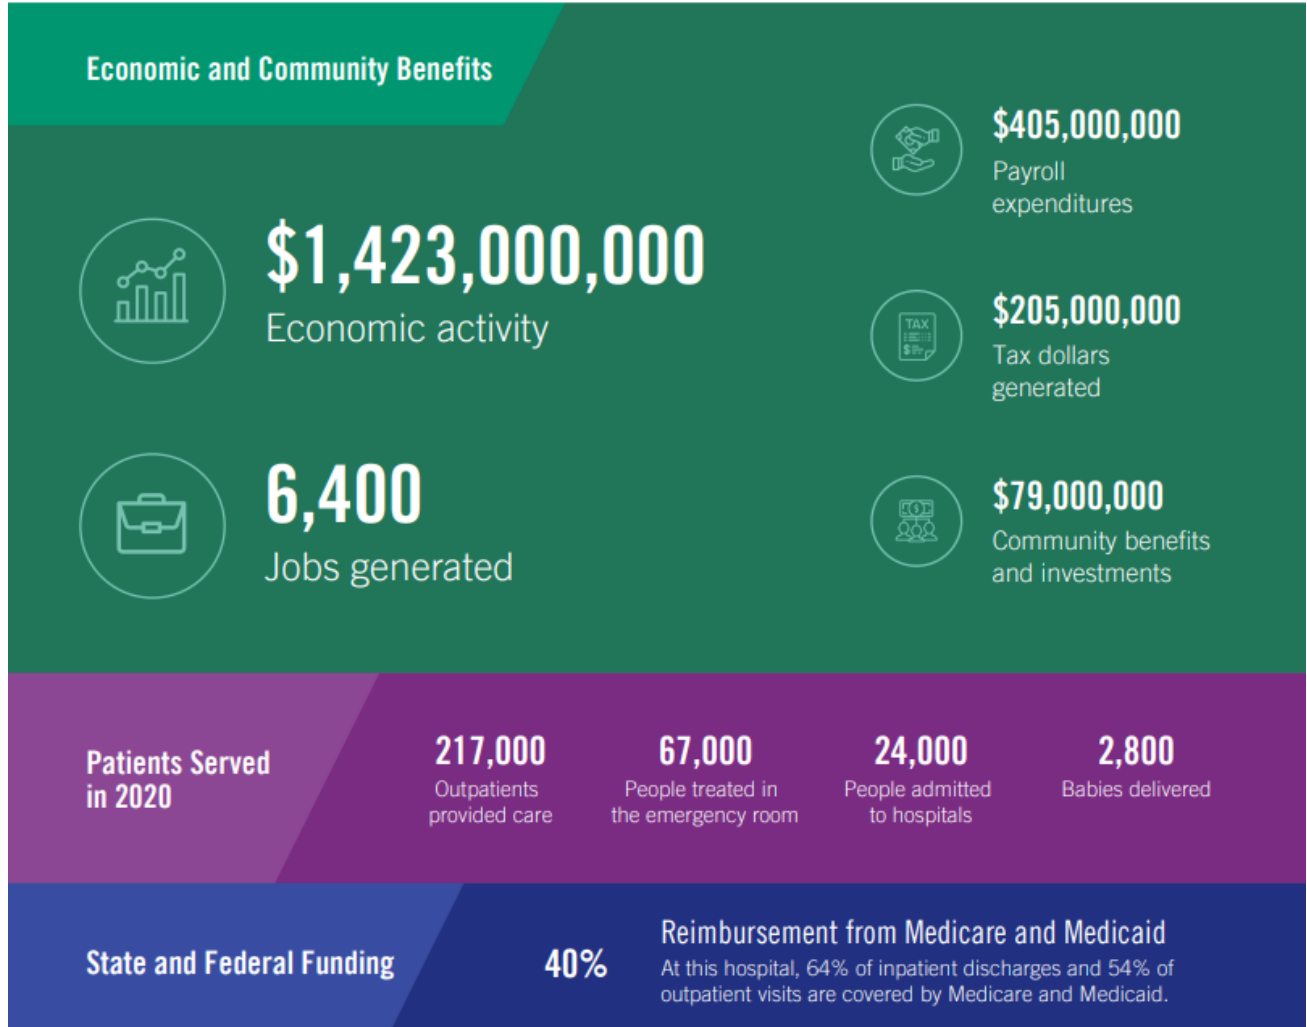 Economic and Community Benefits
$1,423,000,000
Economic activity
6,400
Jobs generated
$405,000,000
Payroll
expenditures
TAX
$
$205,000,000
Tax dollars
generated
$
$79,000,000
Community benefits
and investments
Patients Served
in 2020
217,000
Outpatients
provided care
67,000
People treated in
the emergency room
24,000
People admitted
to hospitals
2,800
Babies delivered
State and Federal Funding
40%
Reimbursement from Medicare and Medicaid
At this hospital, 64% of inpatient discharges and 54% of
outpatient visits are covered by Medicare and Medicaid.